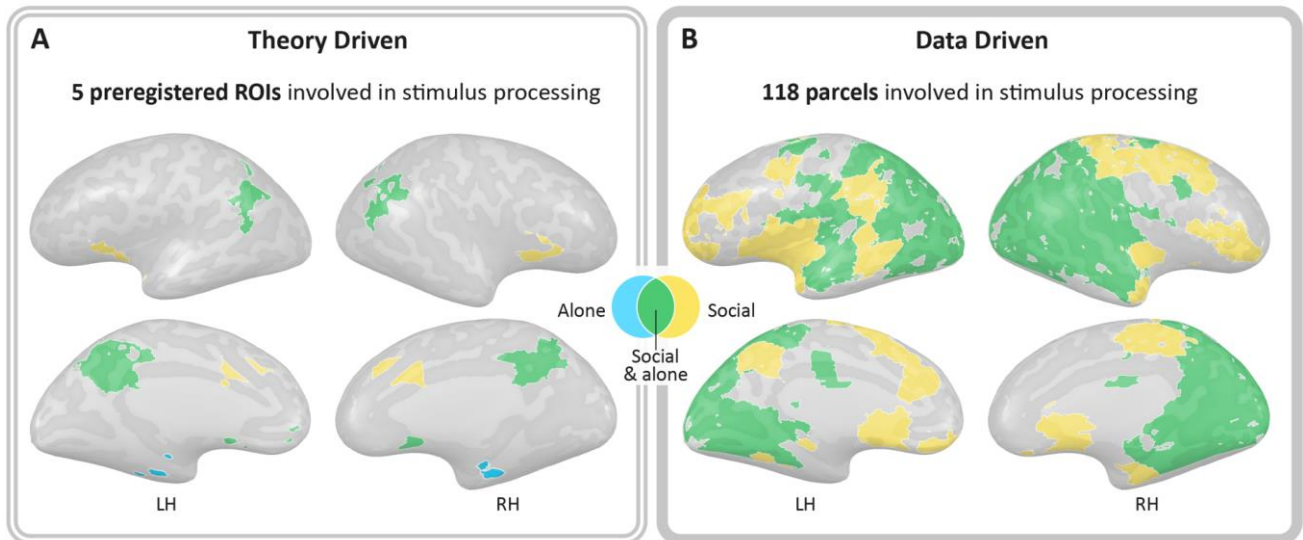 A
Theory Driven
5 preregistered ROIs involved in stimulus processing
LH
RH
Alone
Social
Social
& alone
B
Data Driven
118 parcels involved in stimulus processing
LH
RH